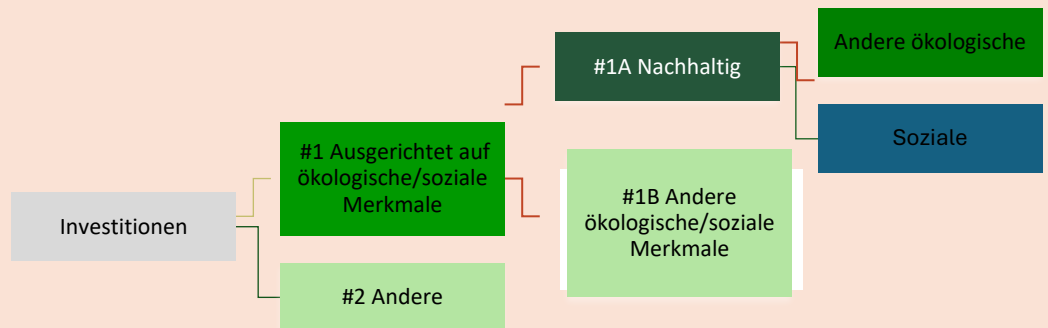 Investitionen
#1 Ausgerichtet auf
ökologische/soziale
Merkmale
#2 Andere
#1A Nachhaltig
#1B Andere
ökologische/soziale
Merkmale
Andere ökologische
Soziale